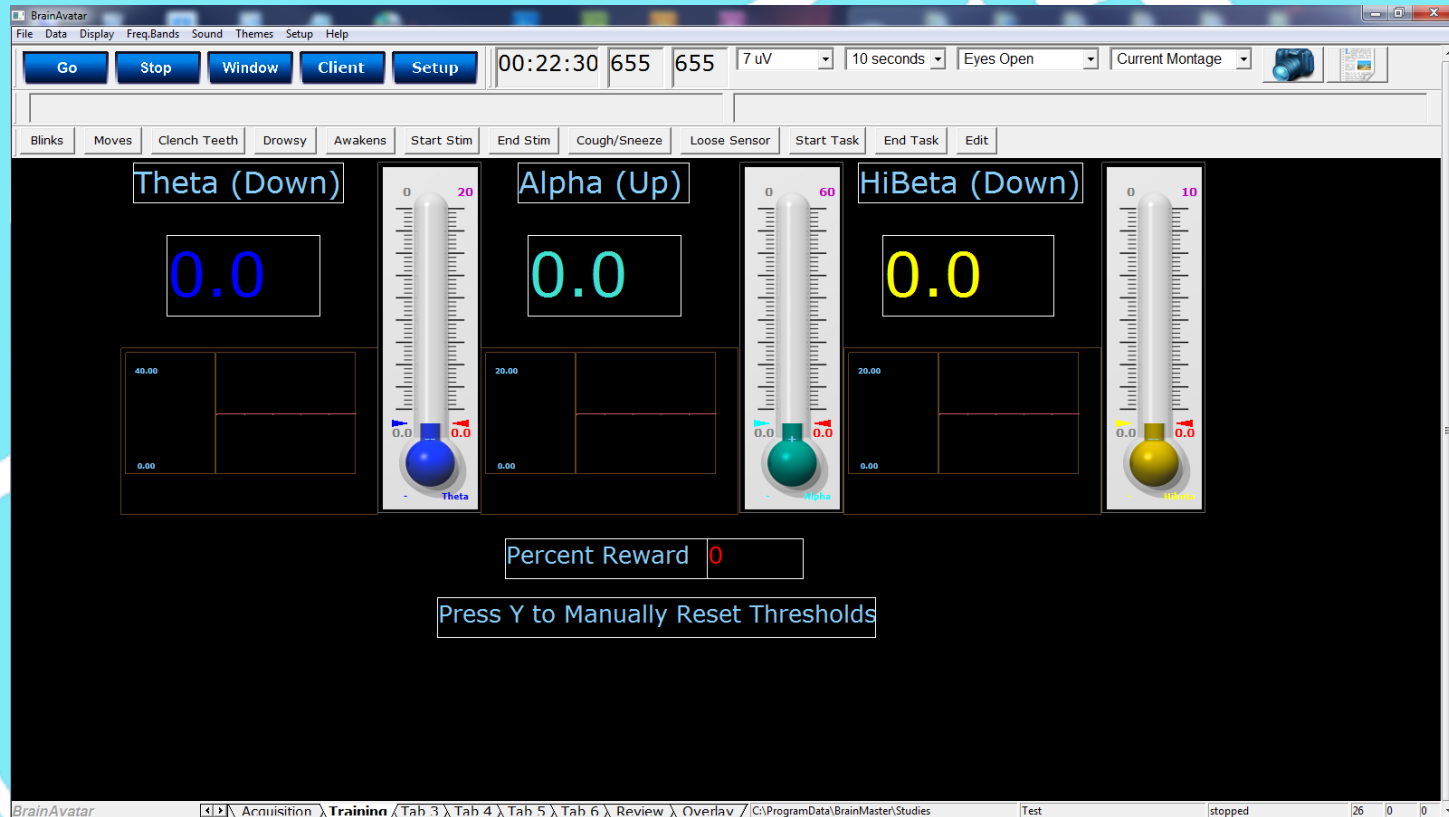 BrainAvatar
File Data Display Freq.Bands Sound Themes Setup Help
Go Stop Window Client Setup 00:22:30 655 655 7 uV 10 seconds Eyes Open Current Montage
Blinks Moves Clench Teeth Drowsy Awakens Start Stim End Stim Cough/Sneeze Loose Sensor Start Task End Task Edit
Theta (Down) 0 20 Alpha (Up) 0 60 HiBeta (Down) 0 10
0.0 0.0 0.0
40.00 20.00 20.00
0.0 0.0 0.0 0.0 0.0 0.0
0.00 0.00 0.00
- Theta - Alpha - HiBeta
Percent Reward 0
Press Y to Manually Reset Thresholds
BrainAvatar Acquisition Training Tab 3 Tab 4 Tab 5 Tab 6 Review Overlay C:\ProgramData\BrainMaster\Studies Test stopped 26 0 0